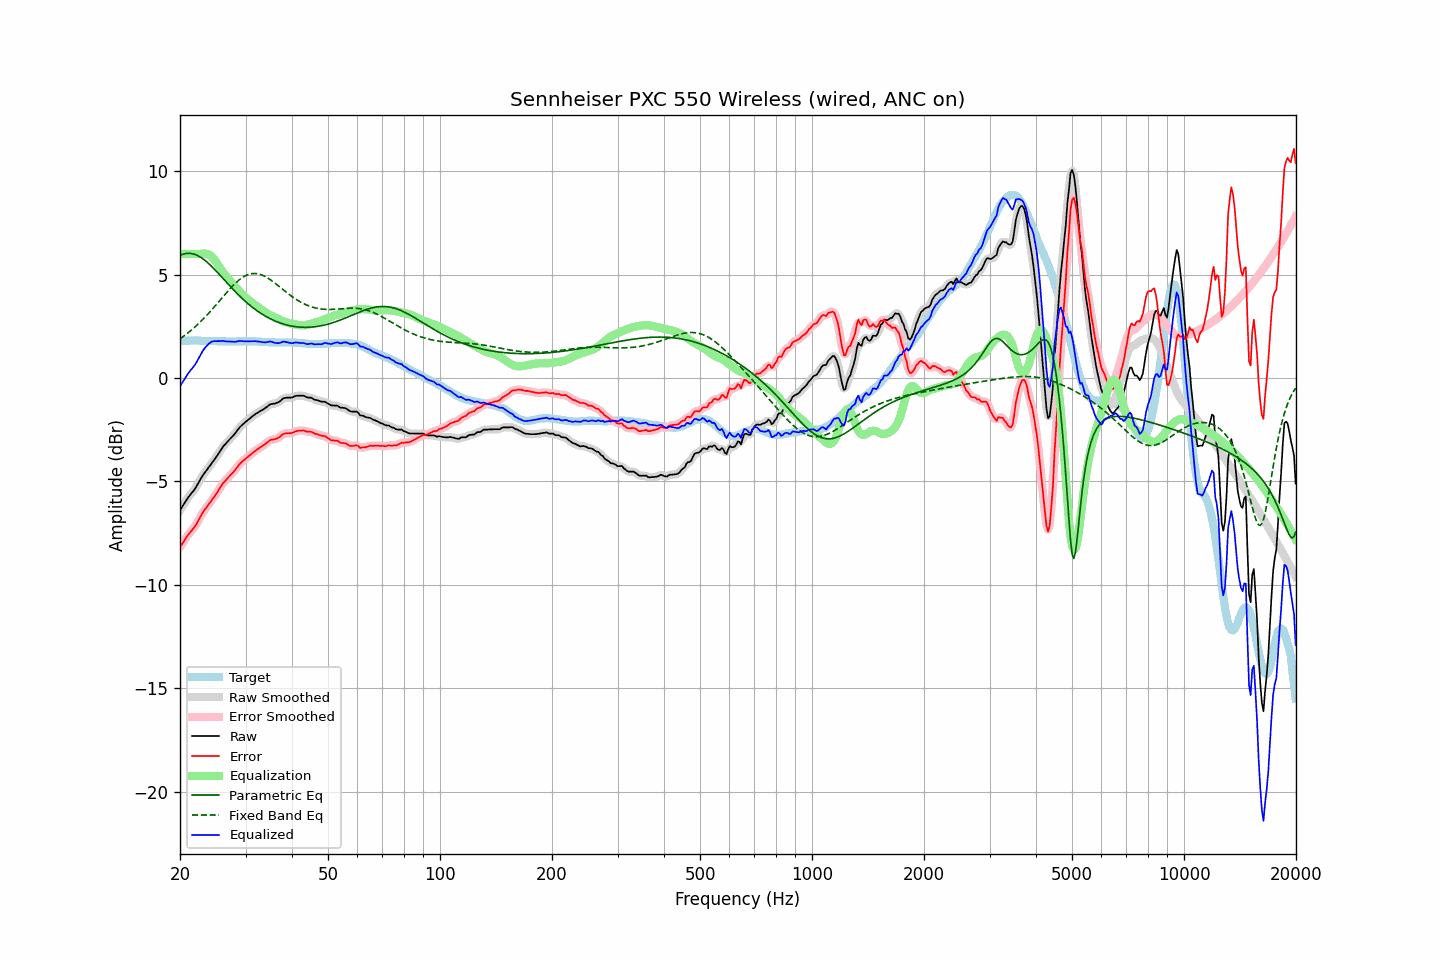 Sennheiser PXC 550 Wireless (wired, ANC on)
Amplitude (dBr)
10
5
0
−5
−10
−15
−20
Target
Raw Smoothed
Error Smoothed
Raw
Error
Equalization
Parametric Eq
Fixed Band Eq
Equalized
20 50 100 200 500 1000 2000 5000 10000 20000
Frequency (Hz)